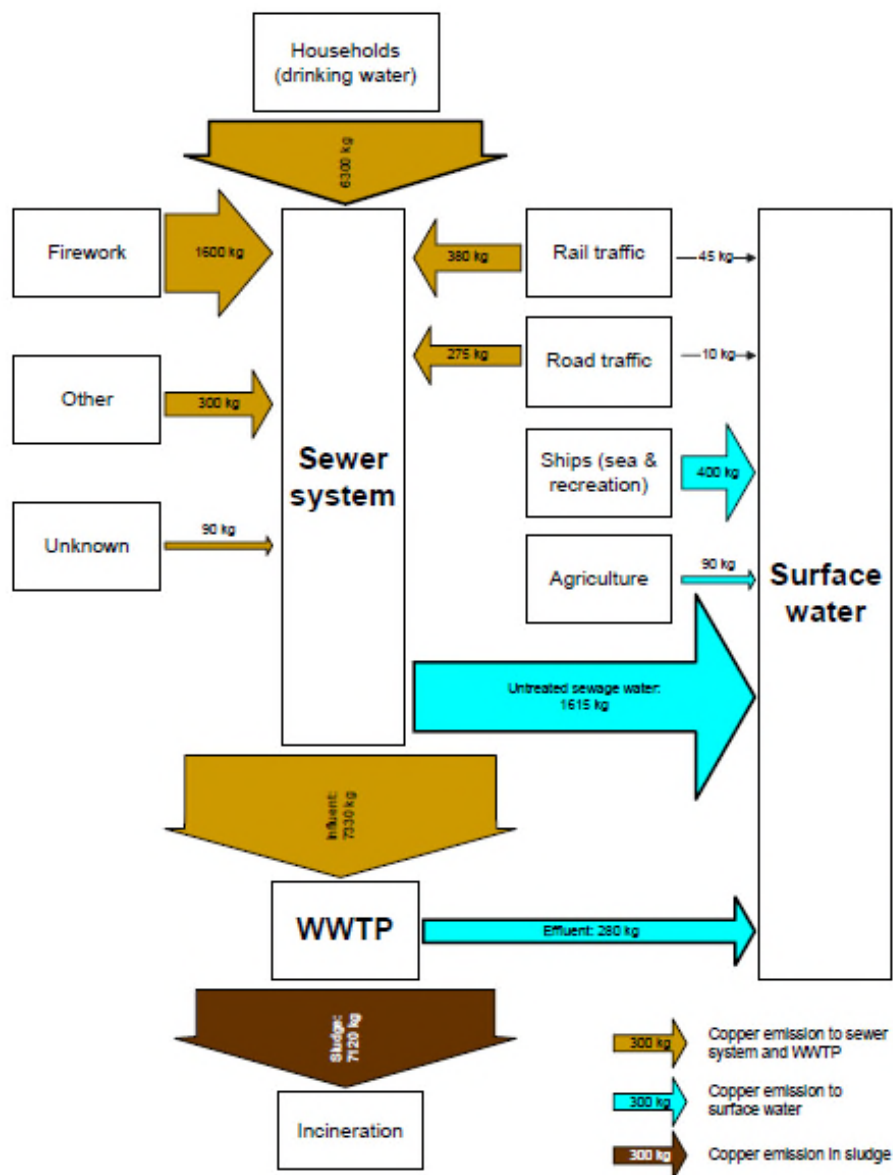 Households
(drinking water)
6300 kg
Firework
1600 kg
380 kg
Rail traffic
45 kg
275 kg
Road traffic
10 kg
Other
300 kg
Sewer
system
Ships (sea &
recreation)
400 kg
Unknown
90 kg
Agriculture
90 kg
Surface
water
Untreated sewage water:
1615 kg
Influent:
7330 kg
WWTP
Effluent: 280 kg
Sludge:
7120 kg
Incineration
300 kg
Copper emission to sewer
system and WWTP
300 kg
Copper emission to
surface water
300 kg
Copper emission in sludge